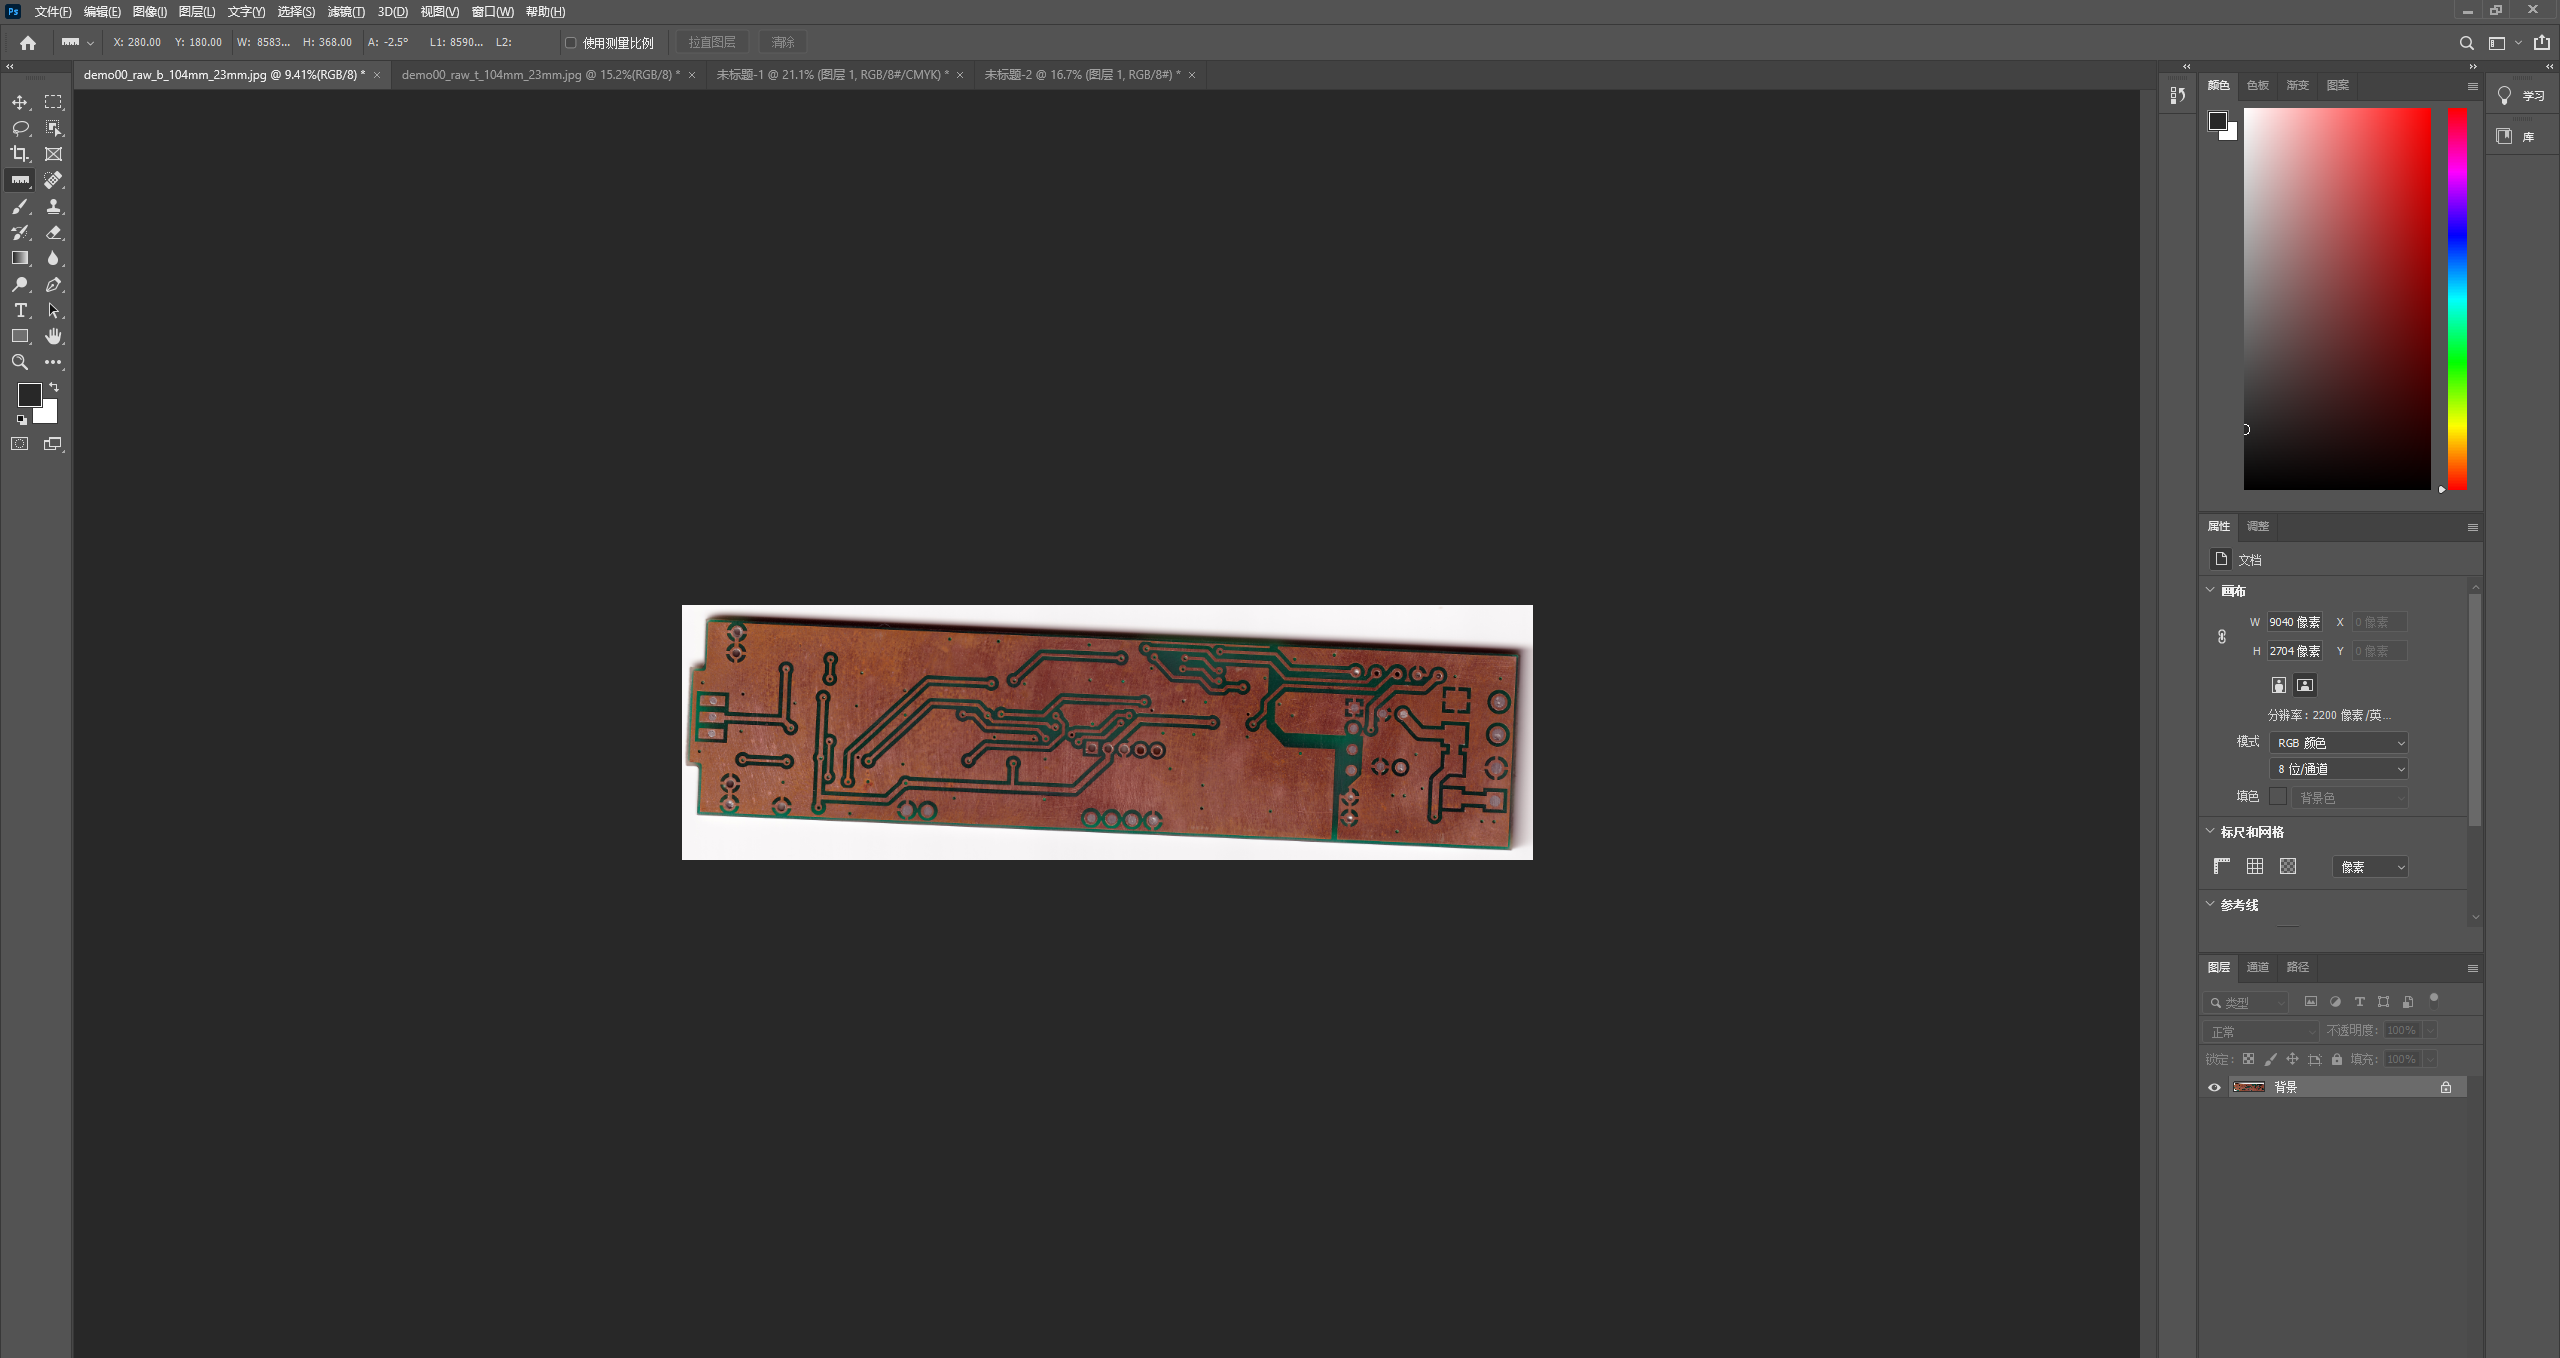 Ps 文件(F) 编辑(E) 图像(I) 图层(L) 文字(Y) 选择(S) 滤镜(T) 3D(D) 视图(V) 窗口(W) 帮助(H)
X: 280.00 Y: 180.00 W: 8583... H: 368.00 A: -2.5° L1: 8590... L2: 使用测量比例 拉直图层 清除
demo00_raw_b_104mm_23mm.jpg @ 9.41%(RGB/8) * × demo00_raw_t_104mm_23mm.jpg @ 15.2%(RGB/8) * × 未标题-1 @ 21.1% (图层 1, RGB/8#/CMYK) * × 未标题-2 @ 16.7% (图层 1, RGB/8#) * ×
颜色 色板 渐变 图案
学习
库
属性 调整
文档
画布
W 9040 像素 X 0 像素
H 2704 像素 Y 0 像素
分辨率: 2200 像素/英...
模式 RGB 颜色
8 位/通道
填色 背景色
标尺和网格
像素
参考线
图层 通道 路径
类型
正常 不透明度: 100%
锁定: 填充: 100%
背景